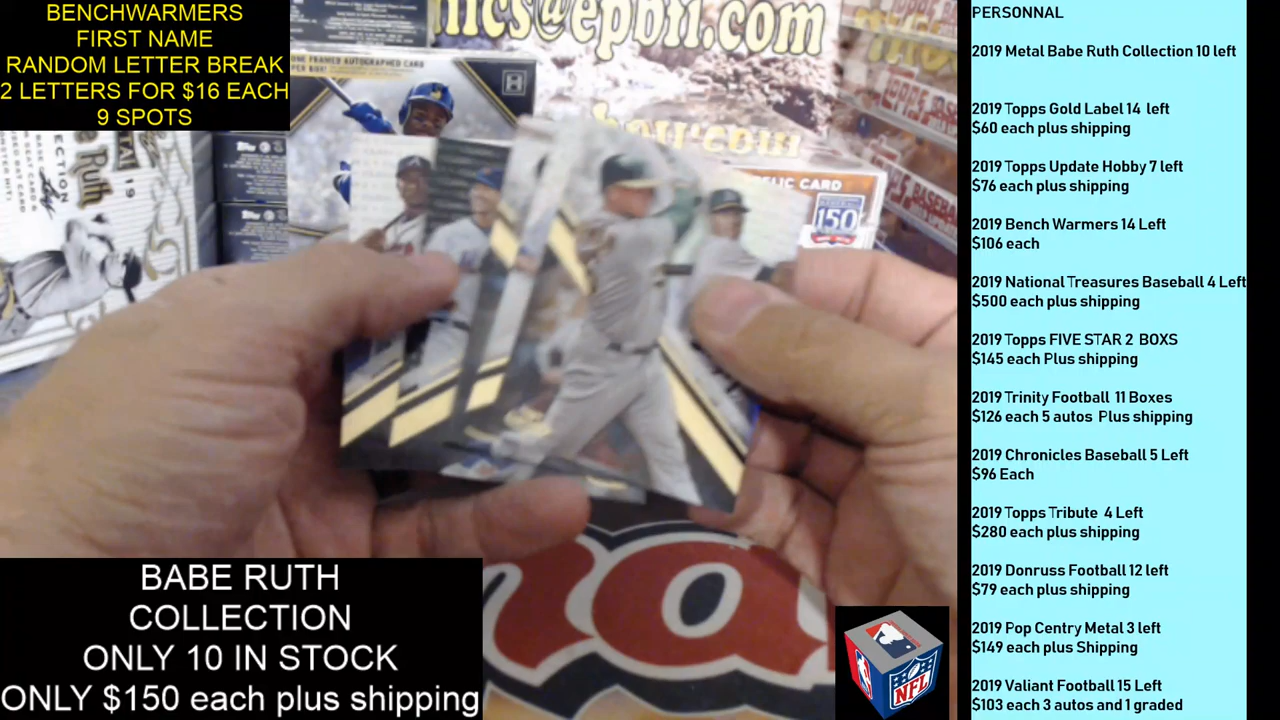 BENCHWARMERS
FIRST NAME
RANDOM LETTER BREAK
2 LETTERS FOR $16 EACH
9 SPOTS
nics@epbtl.com
LIC CARD
150
BABE RUTH
COLLECTION
ONLY 10 IN STOCK
ONLY $150 each plus shipping
NFL
PERSONNAL
2019 Metal Babe Ruth Collection 10 left
2019 Topps Gold Label 14 left
$60 each plus shipping
2019 Topps Update Hobby 7 left
$76 each plus shipping
2019 Bench Warmers 14 Left
$106 each
2019 National Treasures Baseball 4 Left
$500 each plus shipping
2019 Topps FIVE STAR 2 BOXS
$145 each Plus shipping
2019 Trinity Football 11 Boxes
$126 each 5 autos Plus shipping
2019 Chronicles Baseball 5 Left
$96 Each
2019 Topps Tribute 4 Left
$280 each plus shipping
2019 Donruss Football 12 left
$79 each plus shipping
2019 Pop Centry Metal 3 left
$149 each plus Shipping
2019 Valiant Football 15 Left
$103 each 3 autos and 1 graded